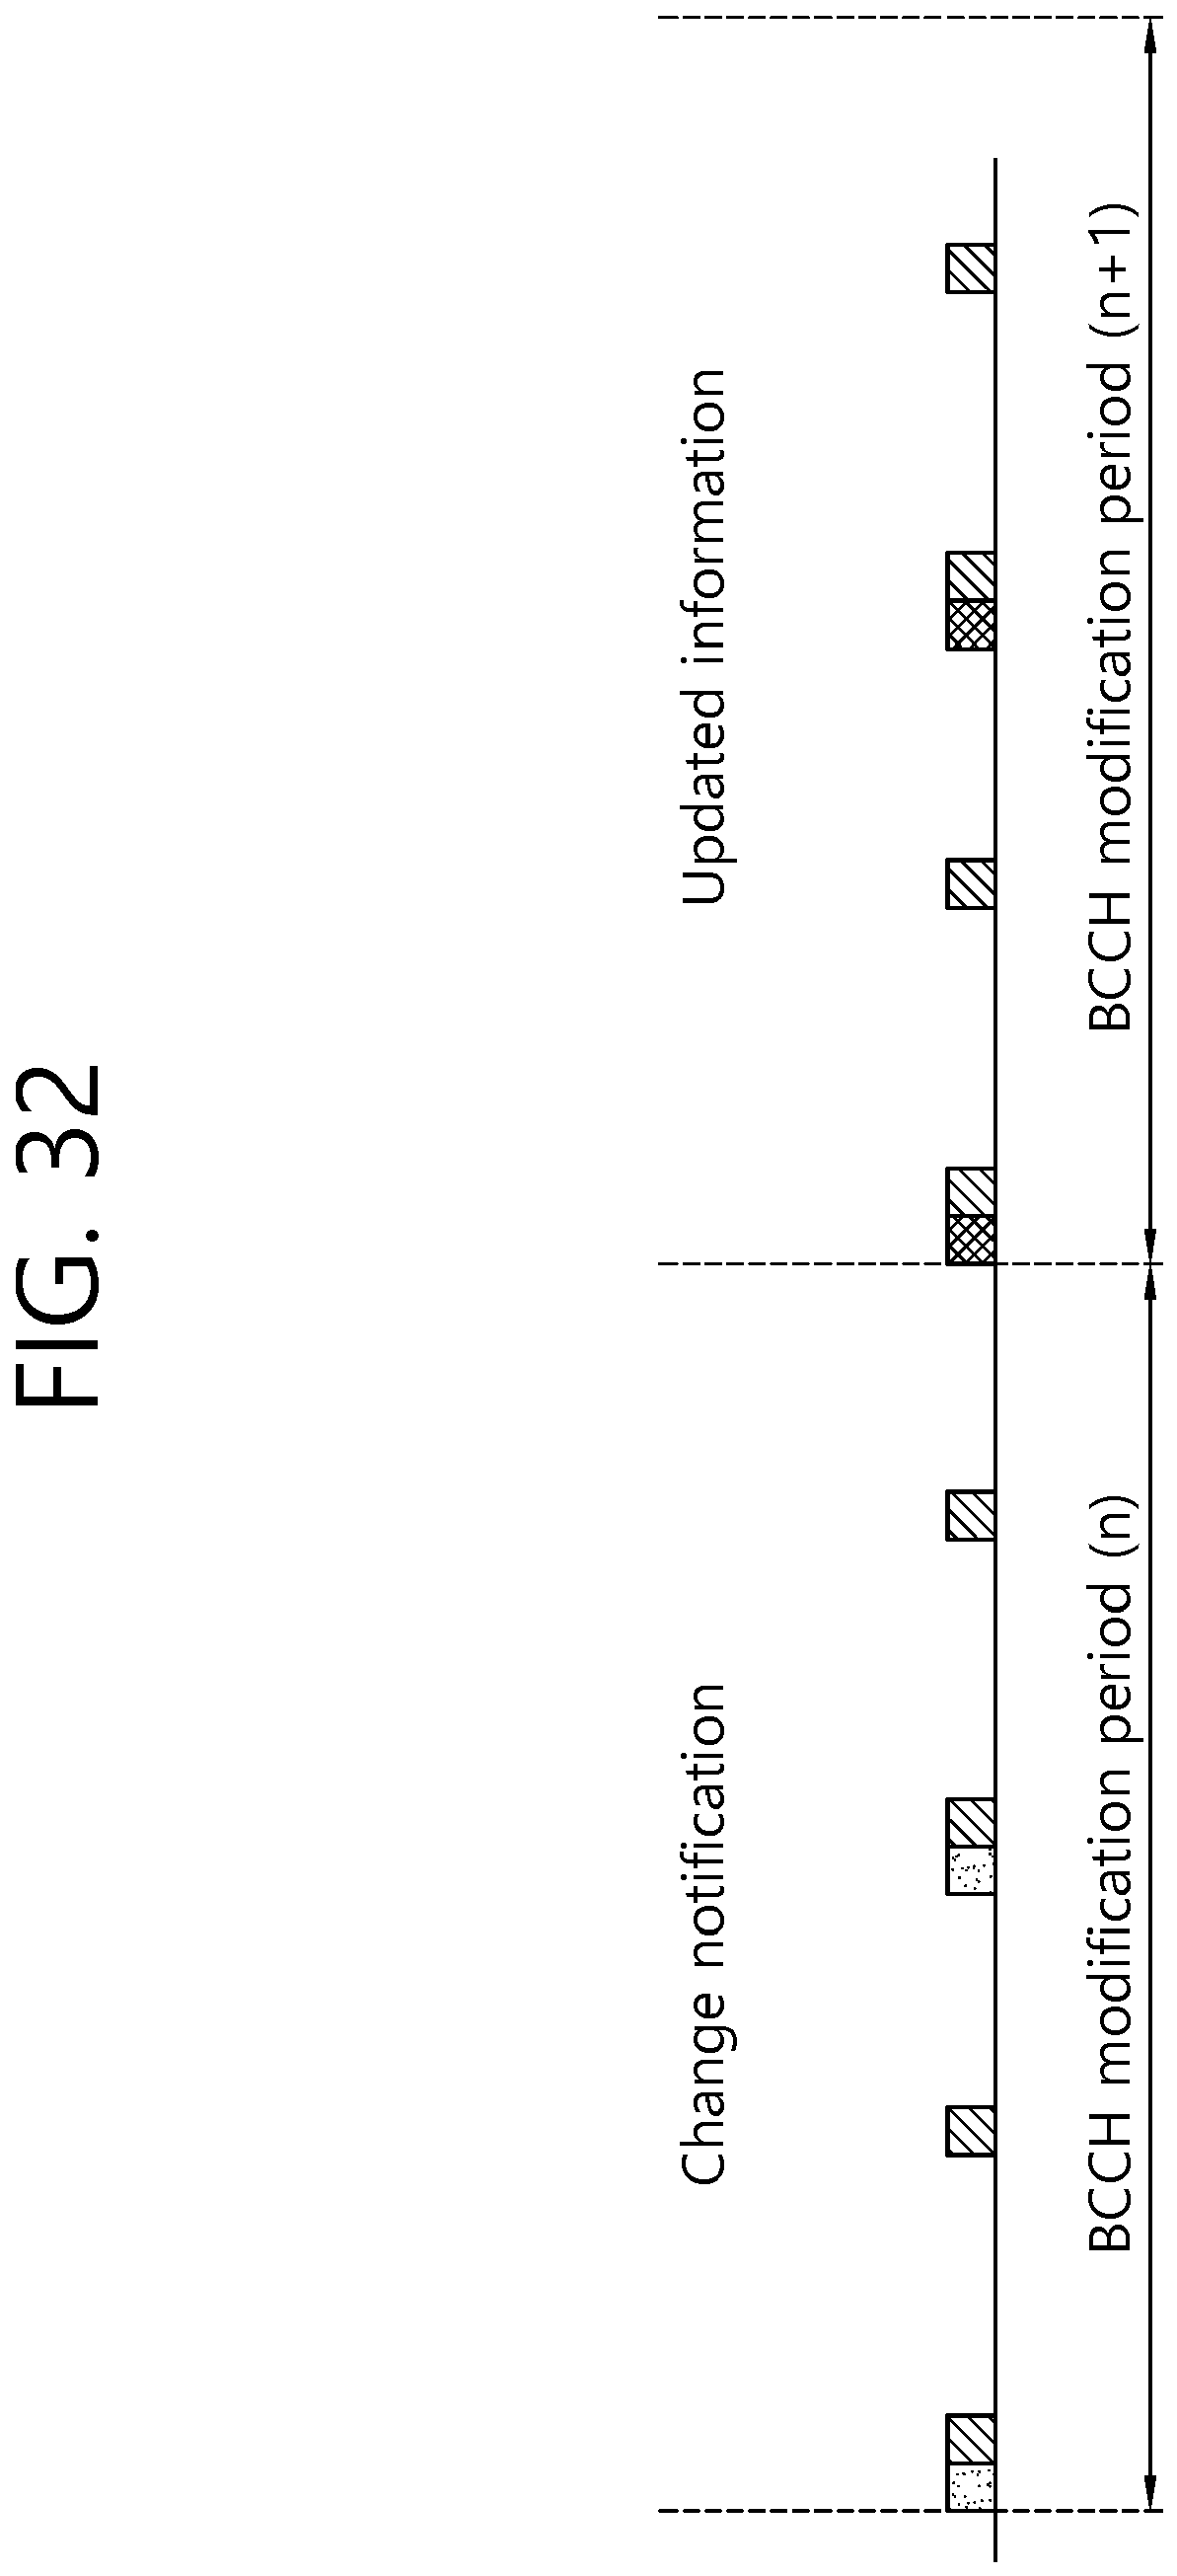 FIG. 32
Change notification
Updated information
BCCH modification period (n)
BCCH modification period (n+1)